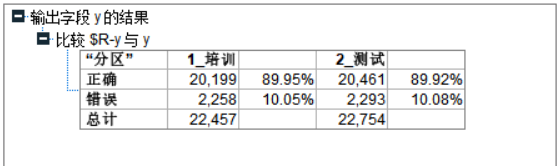 输出字段 y 的结果
比较 $R-y 与 y
“分区” 1_培训 2_测试
正确 20,199 89.95% 20,461 89.92%
错误 2,258 10.05% 2,293 10.08%
总计 22,457 22,754